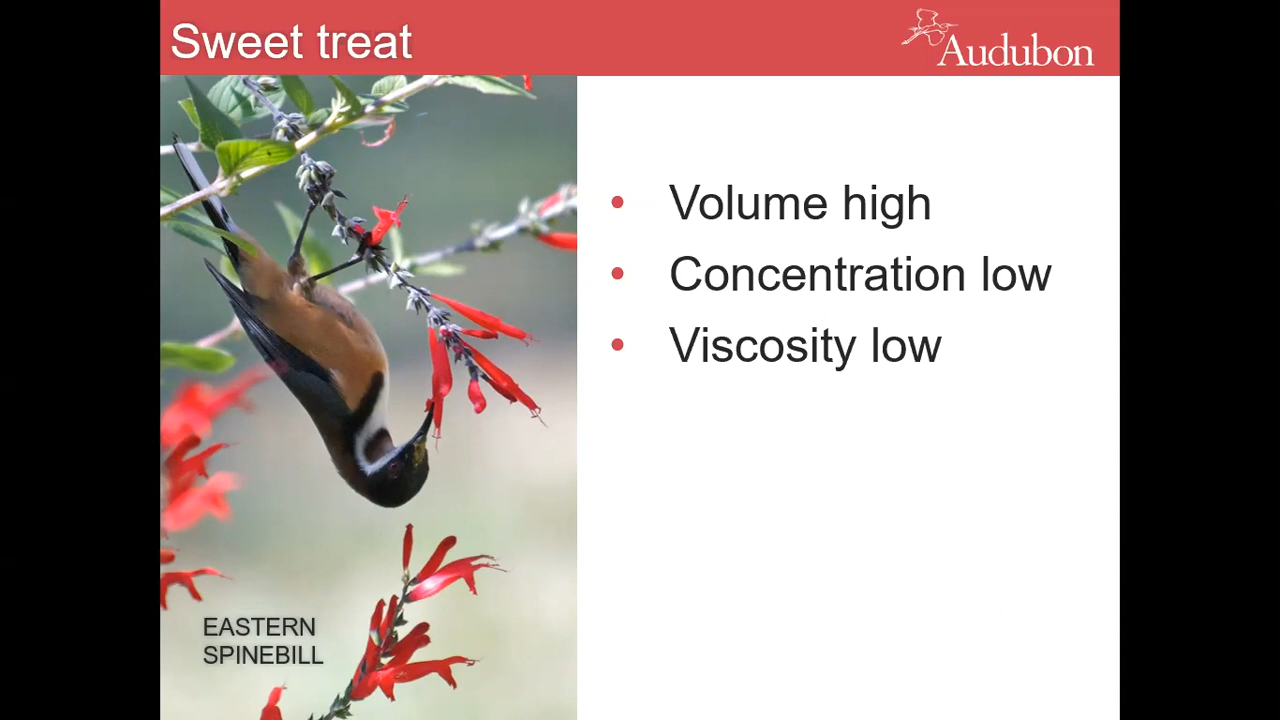 Sweet treat
Audubon
• Volume high
• Concentration low
• Viscosity low
EASTERN
SPINEBILL